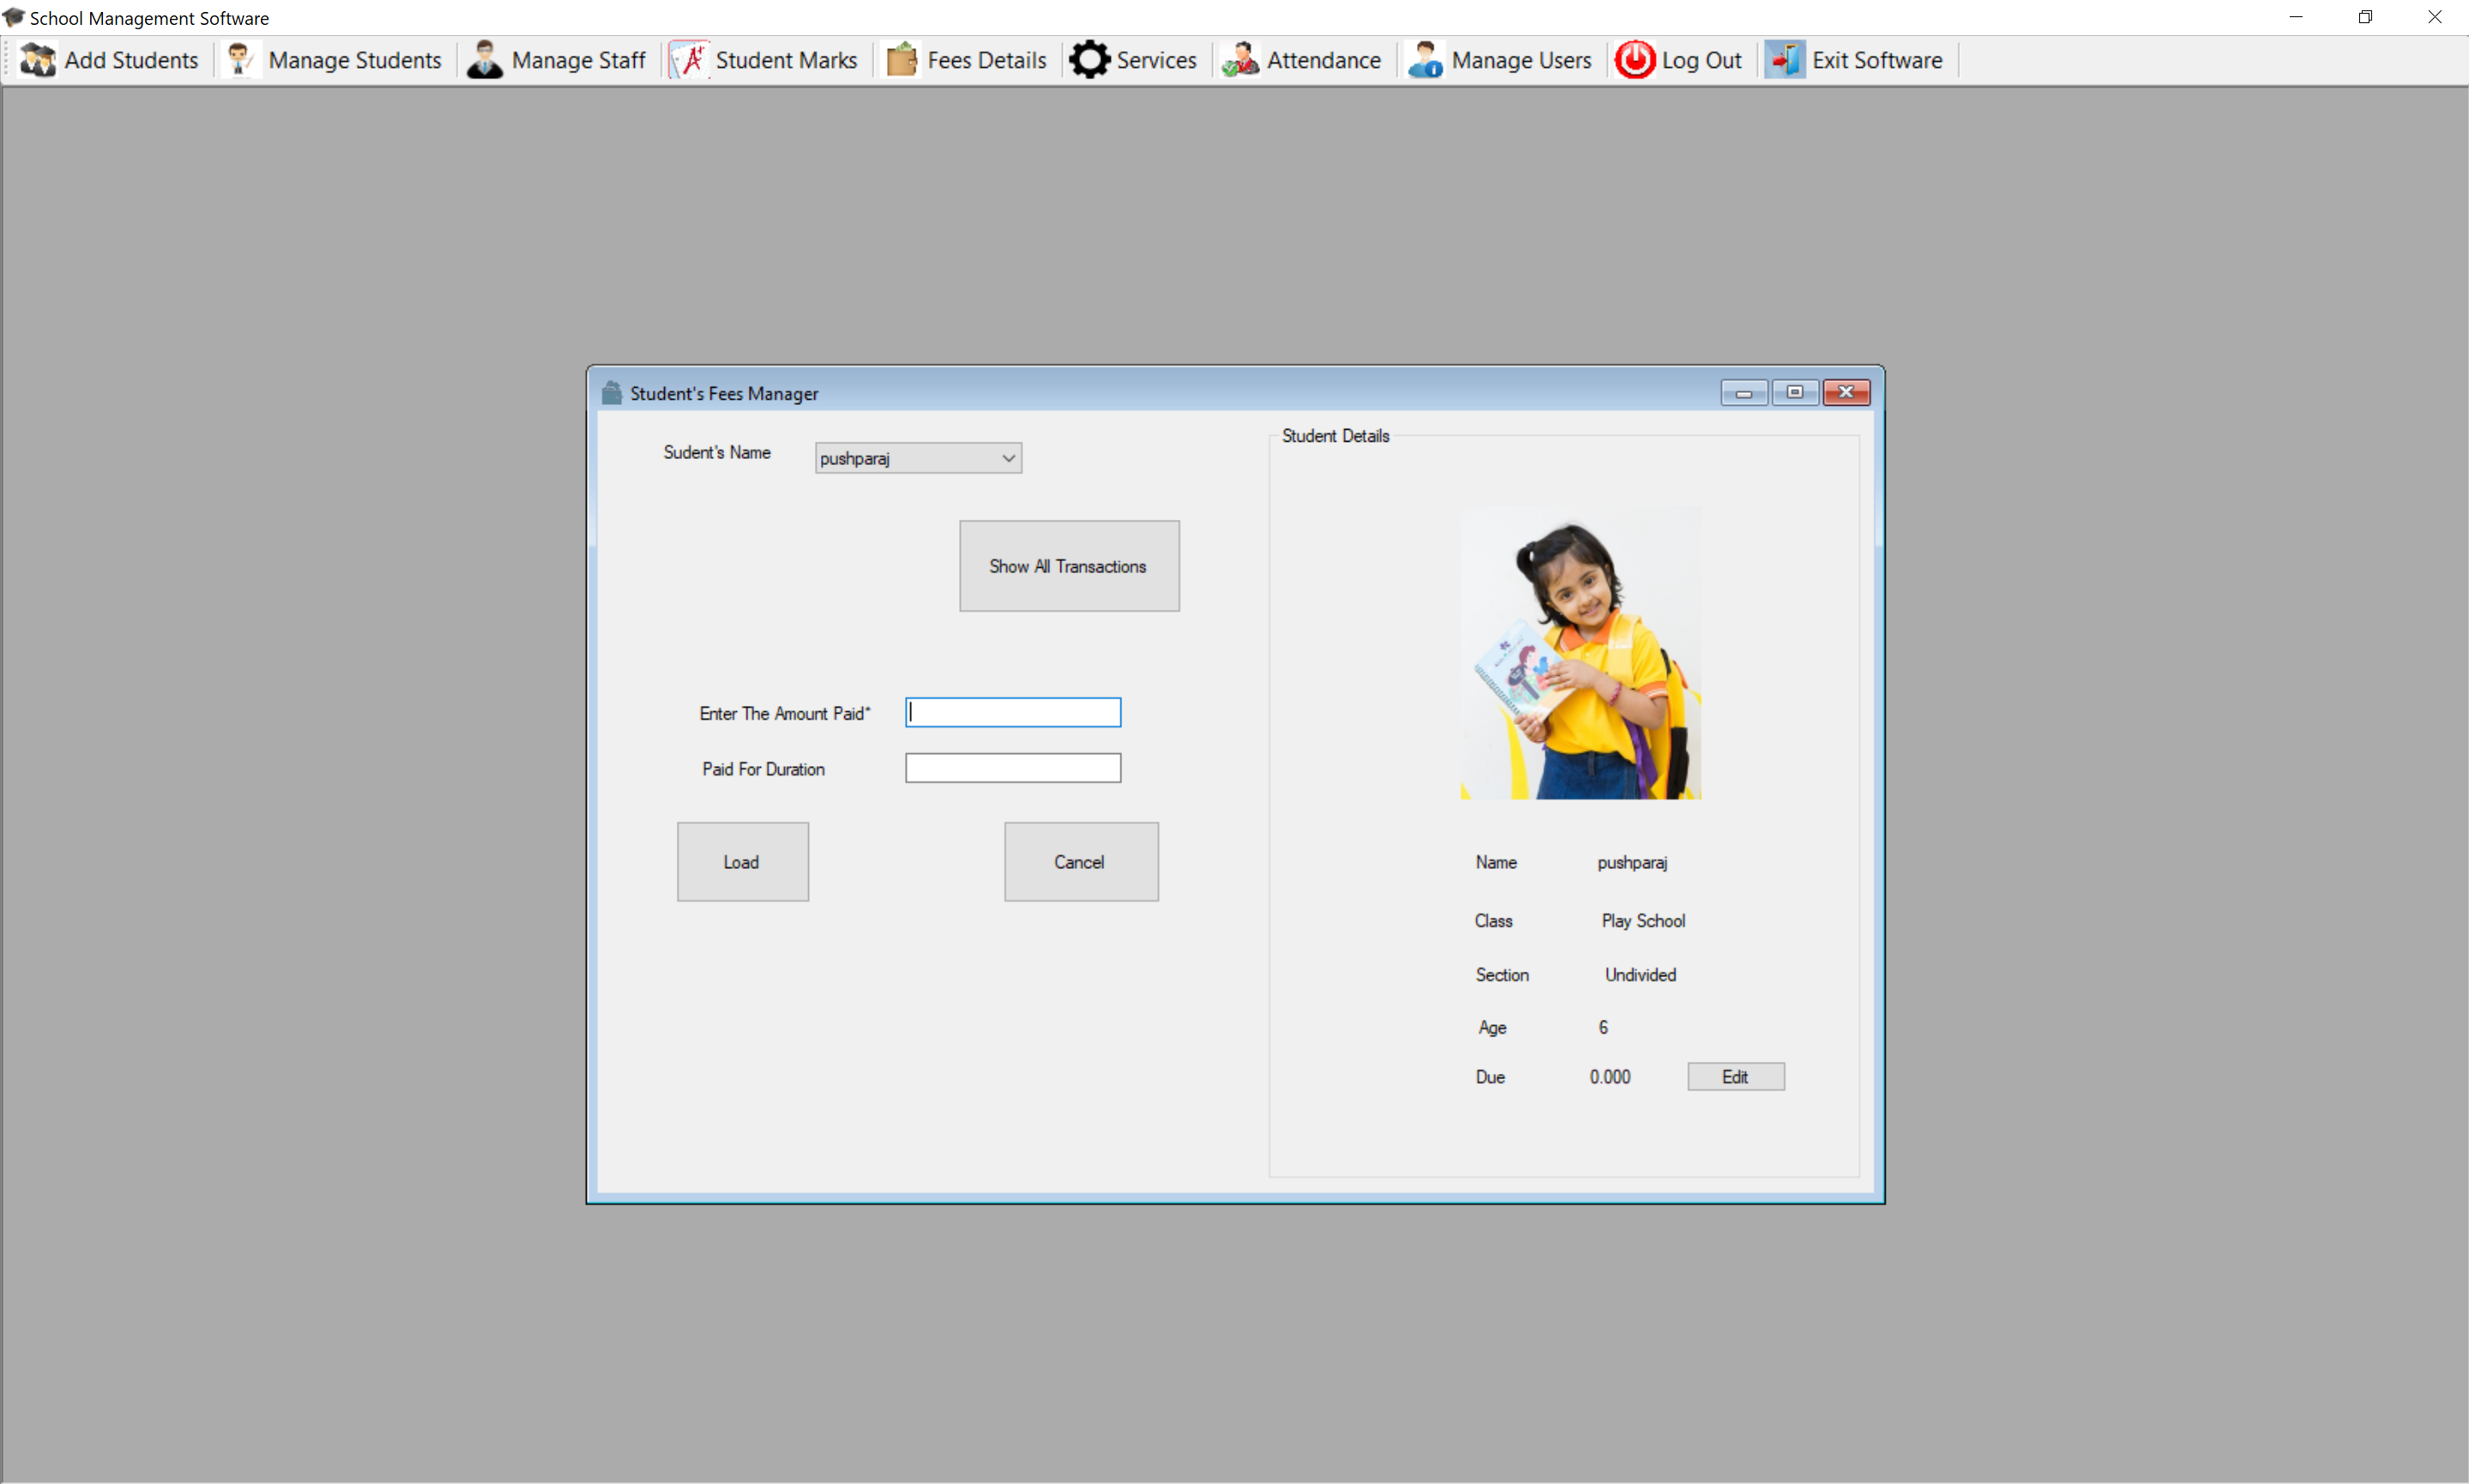 School Management Software
Add Students
Manage Students
Manage Staff
Student Marks
Fees Details
Services
Attendance
Manage Users
Log Out
Exit Software
Student's Fees Manager
Sudent's Name
pushparaj
Show All Transactions
Enter The Amount Paid*
Paid For Duration
Load
Cancel
Student Details
Name pushparaj
Class Play School
Section Undivided
Age 6
Due 0.000 Edit